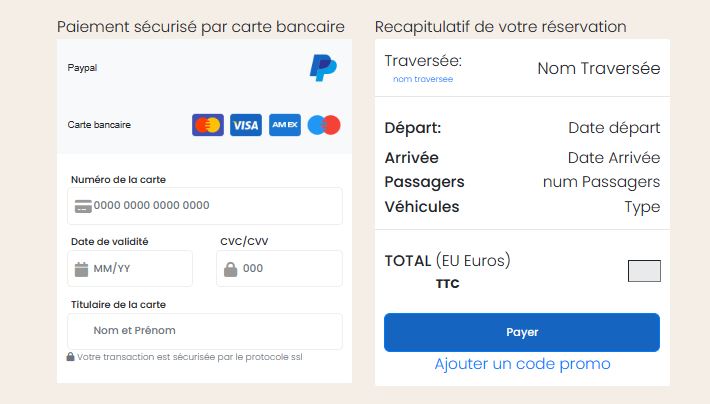 Paiement sécurisé par carte bancaire
Paypal
Carte bancaire
VISA
AM EX
Numéro de la carte
0000 0000 0000 0000
Date de validité
CVC/CVV
MM/YY
000
Titulaire de la carte
Nom et Prénom
Votre transaction est sécurisée par le protocole ssl
Recapitulatif de votre réservation
Traversée:
Nom Traversée
nom traversee
Départ: Date départ
Arrivée Date Arrivée
Passagers num Passagers
Véhicules Type
TOTAL (EU Euros)
TTC
Payer
Ajouter un code promo